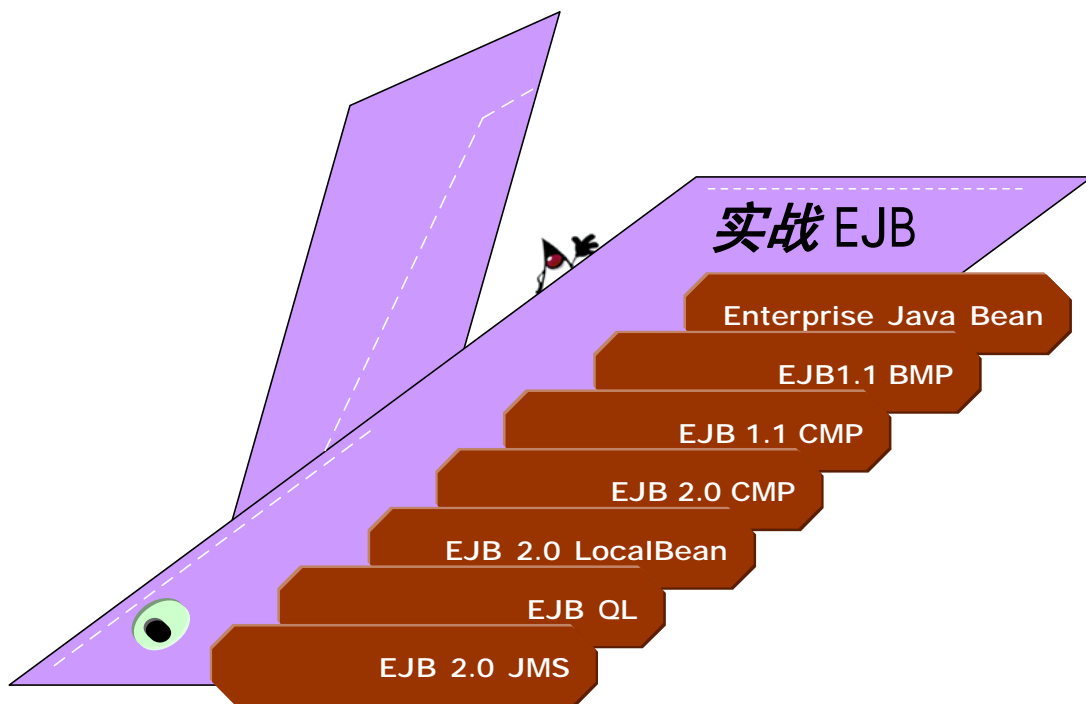 实战 EJB
Enterprise Java Bean
EJB1.1 BMP
EJB 1.1 CMP
EJB 2.0 CMP
EJB 2.0 LocalBean
EJB QL
EJB 2.0 JMS